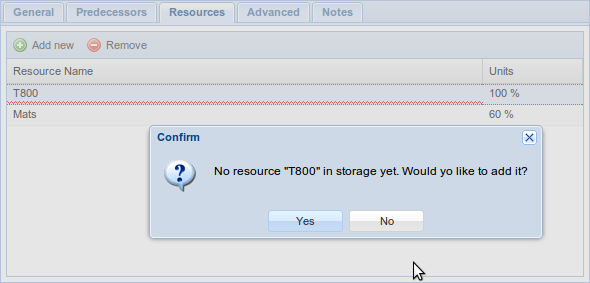 General Predecessors Resources Advanced Notes
Add new Remove
Resource Name Units
T800 100 %
Mats 60 %
Confirm
No resource "T800" in storage yet. Would yo like to add it?
Yes No